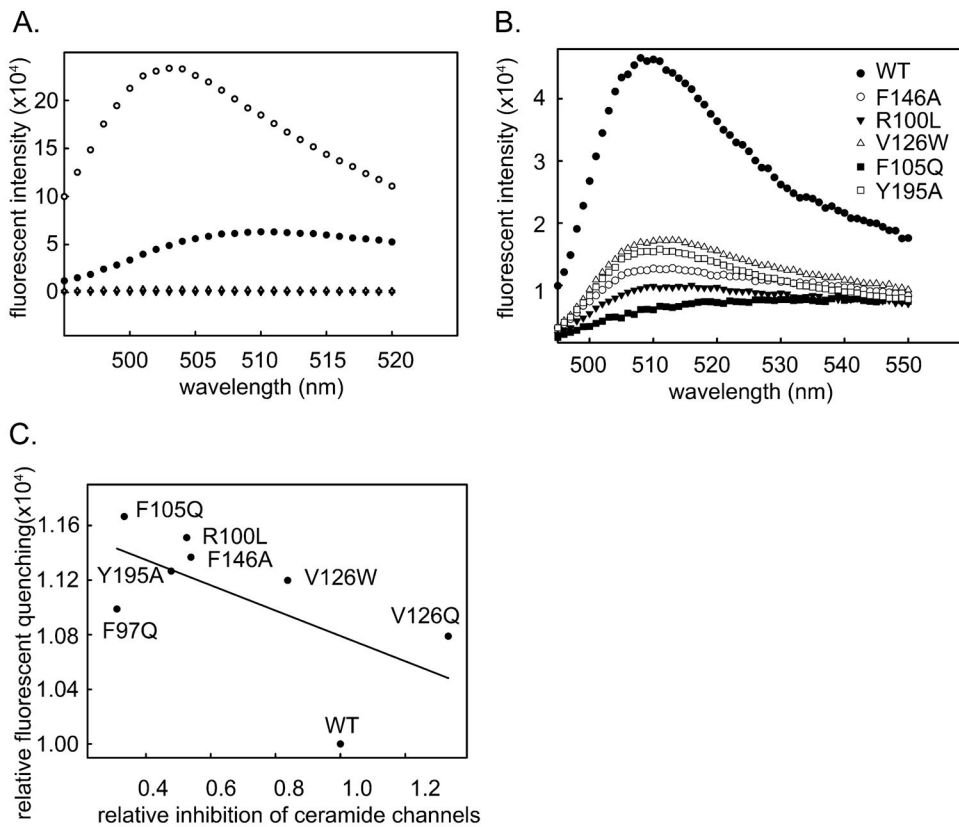 A.
fluorescent intensity (x10⁴)
20
10
5
0
500
505
510
515
520
wavelength (nm)
B.
fluorescent intensity (x10⁴)
4
2
1
WT
F146A
R100L
V126W
F105Q
Y195A
500
510
520
530
540
550
wavelength (nm)
C.
relative fluorescent quenching(x10⁴)
1.16
1.12
1.08
1.04
1.00
F105Q
R100L
F146A
Y195A
V126W
F97Q
V126Q
WT
0.4
0.6
0.8
1.0
1.2
relative inhibition of ceramide channels